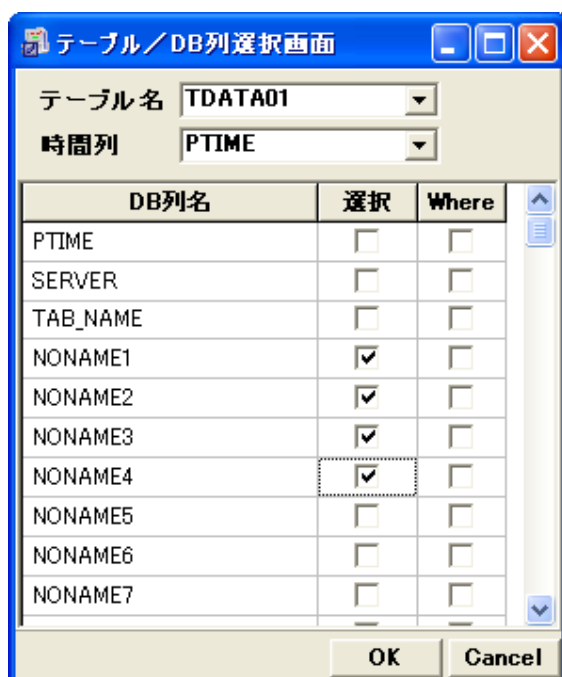 テーブル／DB列選択画面
テーブル名 TDATA01
時間列 PTIME
DB列名 選択 Where
PTIME
SERVER
TAB_NAME
NONAME1
NONAME2
NONAME3
NONAME4
NONAME5
NONAME6
NONAME7
OK Cancel